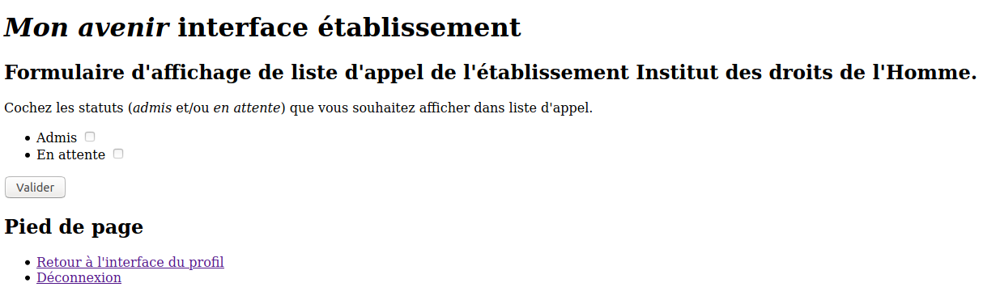 Mon avenir interface établissement
Formulaire d'affichage de liste d'appel de l'établissement Institut des droits de l'Homme.
Cochez les statuts (admis et/ou en attente) que vous souhaitez afficher dans liste d'appel.
Admis
En attente
Valider
Pied de page
Retour à l'interface du profil
Déconnexion